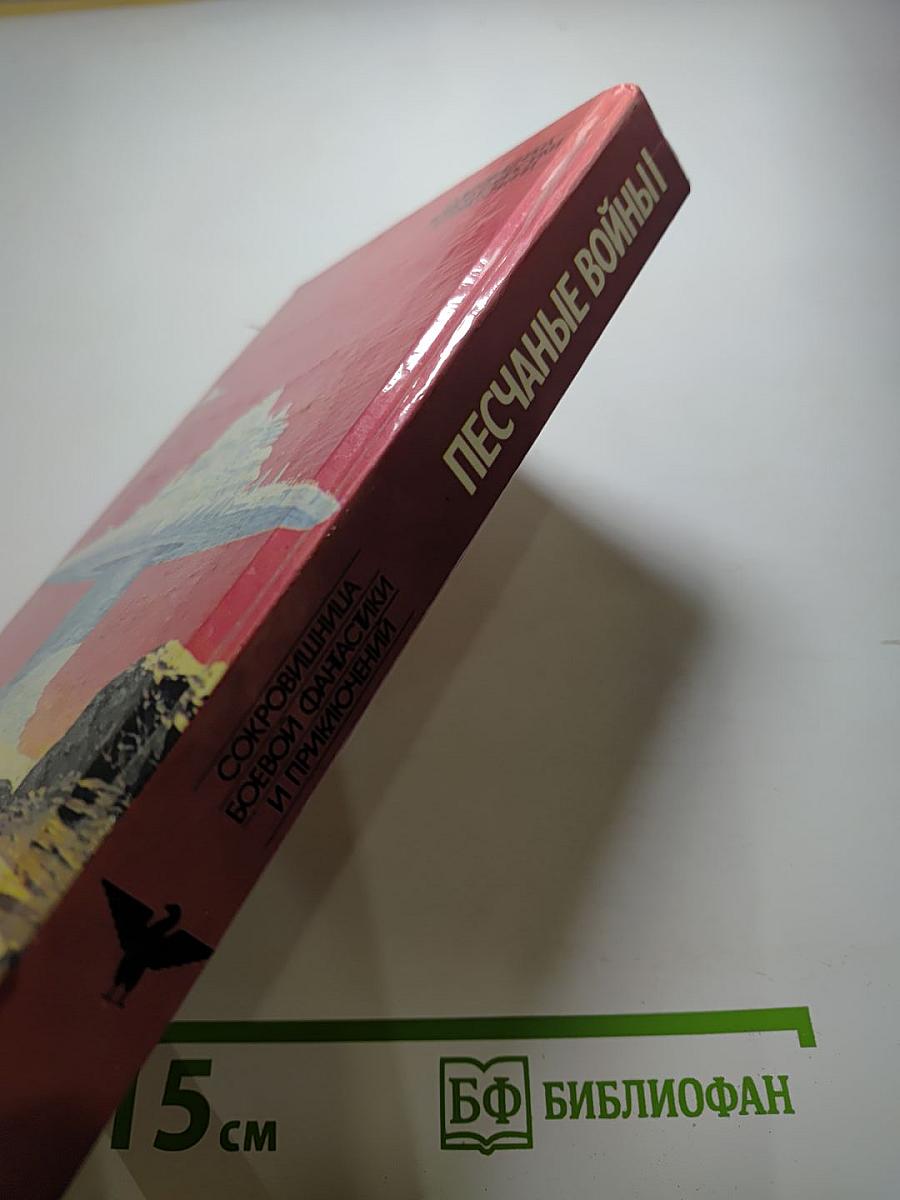 ПЕСЧАНЫЕ ВОЙНЫ
СОКРОВИЩНИЦА
БОЕВОЙ ФАНТАСТИКИ
И ПРИКЛЮЧЕНИЙ
15 см
БФ БИБЛИОФАН